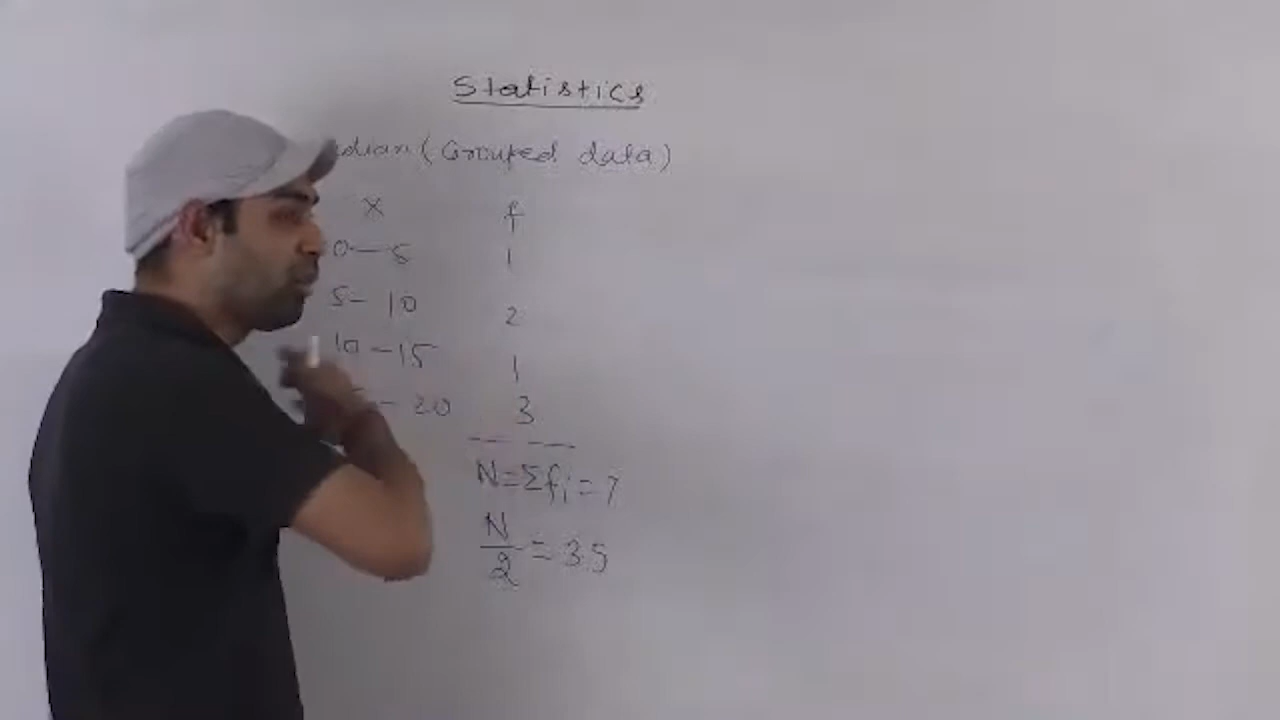 Statistics
(Grouped data)
X f
0-5 1
5-10 2
10-15 1
- 20 3
N=Σfi=7
N/2=3.5